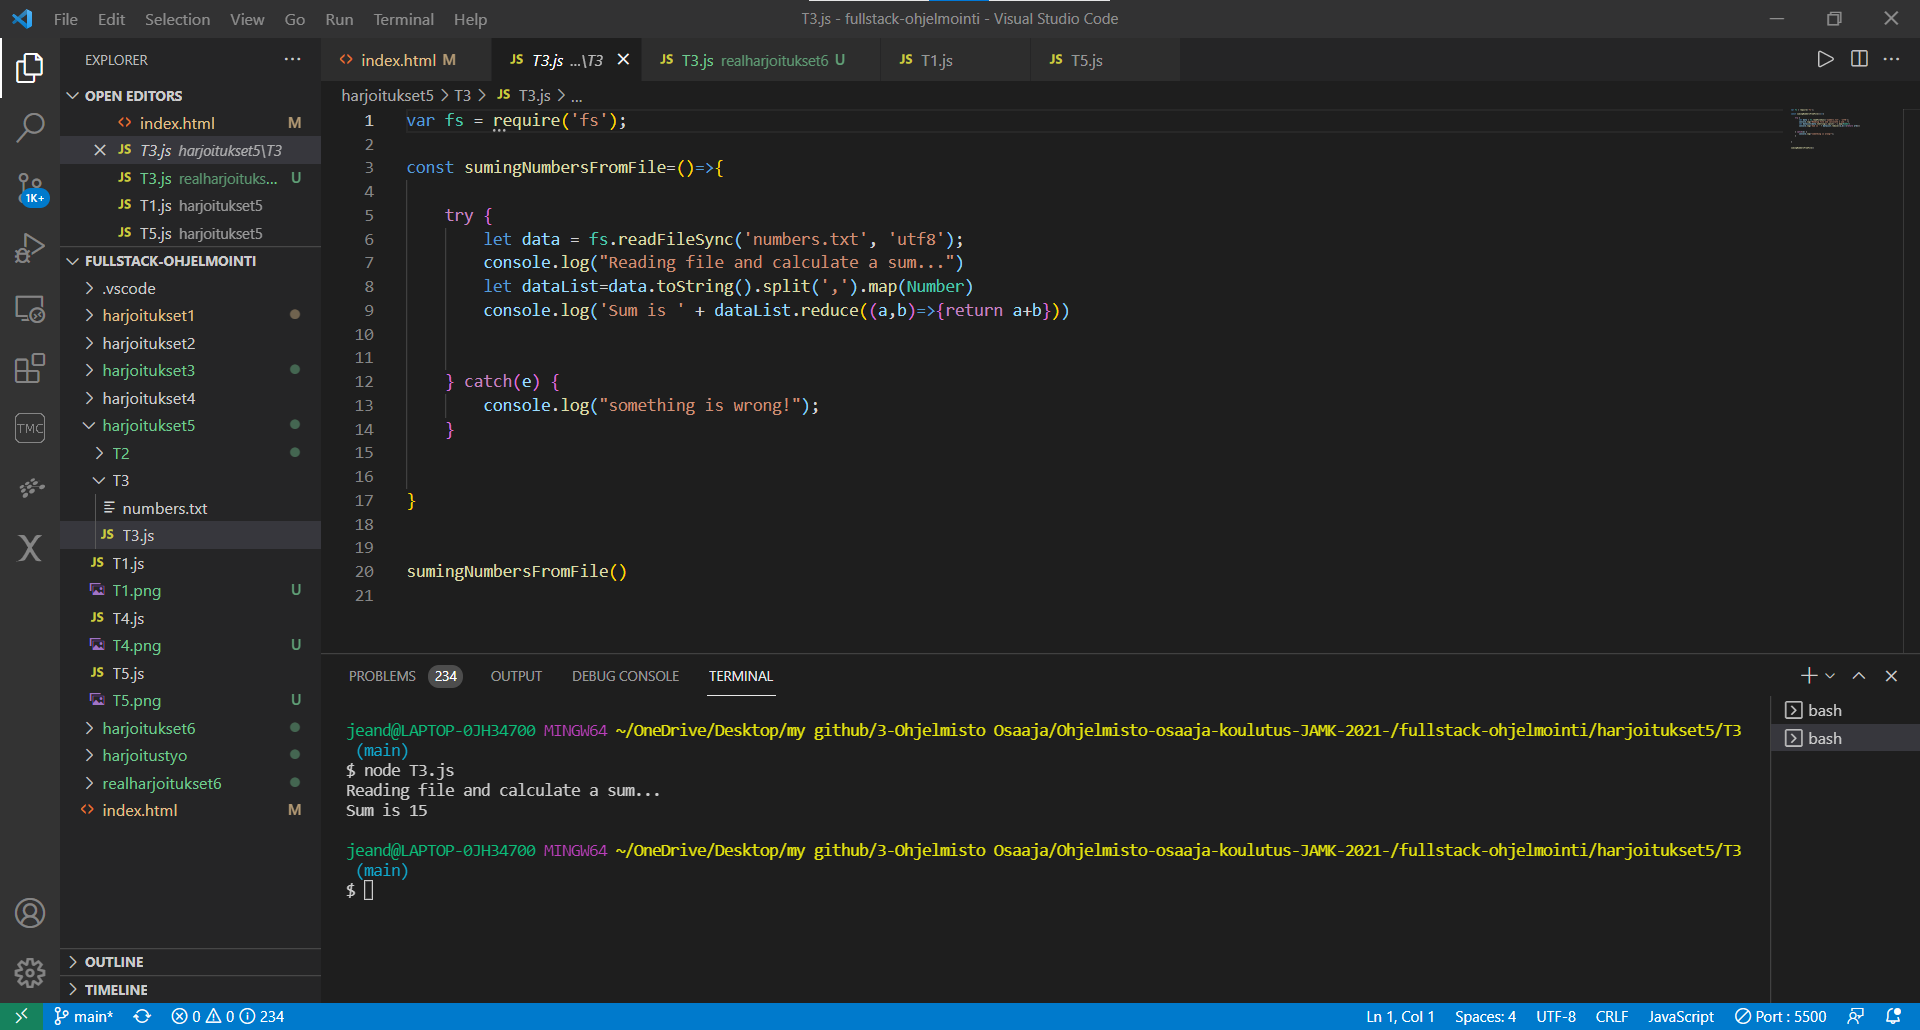 File Edit Selection View Go Run Terminal Help
T3.js - fullstack-ohjelmointi - Visual Studio Code
EXPLORER
OPEN EDITORS
index.html M
T3.js harjoitukset5\T3
T3.js realharjoituks... U
T1.js harjoitukset5
T5.js harjoitukset5
1K+
TMC
FULLSTACK-OHJELMOINTI
.vscode
harjoitukset1
harjoitukset2
harjoitukset3
harjoitukset4
harjoitukset5
T2
T3
numbers.txt
JS T3.js
JS T1.js
T1.png U
JS T4.js
T4.png U
JS T5.js
T5.png U
harjoitukset6
harjoitustyo
realharjoitukset6
index.html M
OUTLINE
TIMELINE
index.html M JS T3.js ...\T3 JS T3.js realharjoitukset6 U JS T1.js JS T5.js
harjoitukset5 > T3 > JS T3.js > ...
1 var fs = require('fs');
2
3 const sumingNumbersFromFile=()=>{
4
5 try {
6 let data = fs.readFileSync('numbers.txt', 'utf8');
7 console.log("Reading file and calculate a sum...")
8 let dataList=data.toString().split(',').map(Number)
9 console.log('Sum is ' + dataList.reduce((a,b)=>{return a+b}))
10
11
12 } catch(e) {
13 console.log("something is wrong!");
14 }
15
16
17 }
18
19
20 sumingNumbersFromFile()
21
PROBLEMS 234 OUTPUT DEBUG CONSOLE TERMINAL
jeand@LAPTOP-0JH34700 MINGW64 ~/OneDrive/Desktop/my github/3-Ohjelmisto Osaaja/Ohjelmisto-osaaja-koulutus-JAMK-2021-/fullstack-ohjelmointi/harjoitukset5/T3
(main)
$ node T3.js
Reading file and calculate a sum...
Sum is 15
jeand@LAPTOP-0JH34700 MINGW64 ~/OneDrive/Desktop/my github/3-Ohjelmisto Osaaja/Ohjelmisto-osaaja-koulutus-JAMK-2021-/fullstack-ohjelmointi/harjoitukset5/T3
(main)
$
bash
bash
main* 0 0 234
Ln 1, Col 1 Spaces: 4 UTF-8 CRLF JavaScript Port : 5500